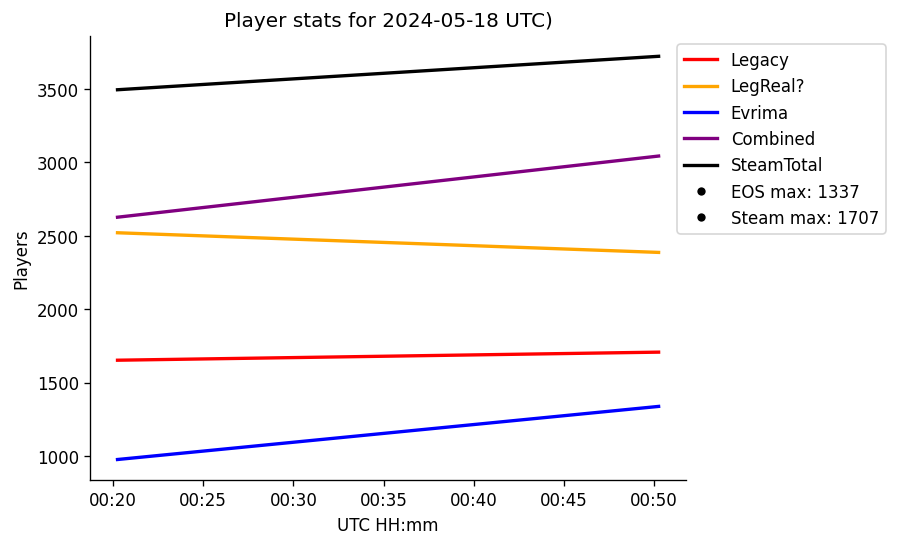 Player stats for 2024-05-18 UTC)
Legacy
LegReal?
Evrima
Combined
SteamTotal
EOS max: 1337
Steam max: 1707
Players
3500
3000
2500
2000
1500
1000
00:20 00:25 00:30 00:35 00:40 00:45 00:50
UTC HH:mm